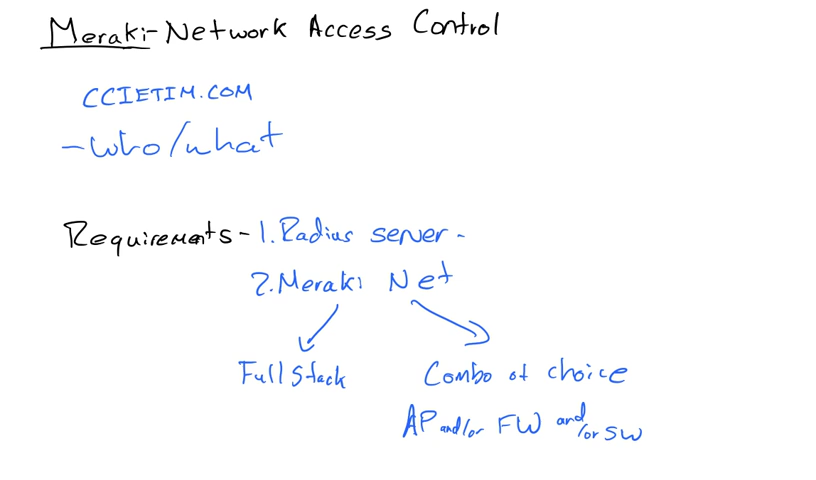 Meraki-Network Access Control
CCIETIM.COM
-Who/what
Requirements - 1. Radius server -
2. Meraki Net
Full Stack
Combo of choice
AP and/or FW and/or SW